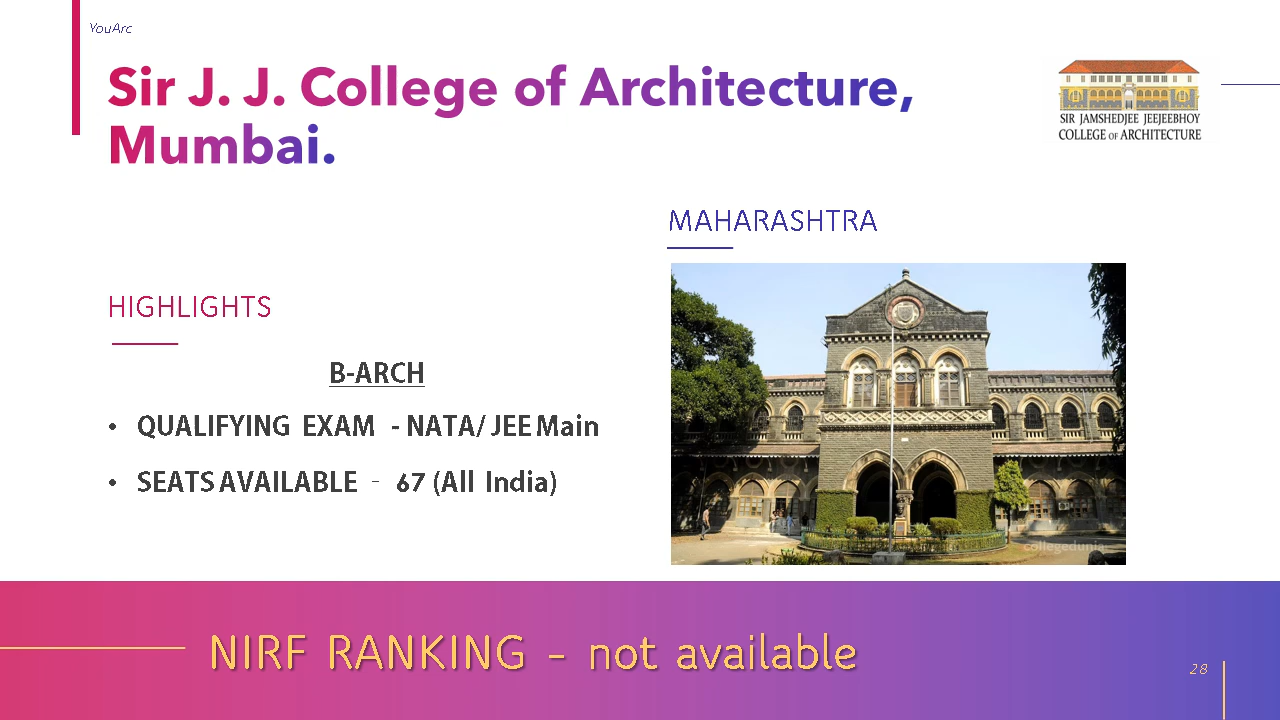 YouArc
Sir J. J. College of Architecture,
Mumbai.
SIR JAMSHEDJEE JEEJEEBHOY
COLLEGE OF ARCHITECTURE
MAHARASHTRA
HIGHLIGHTS
B-ARCH
• QUALIFYING EXAM - NATA/ JEE Main
• SEATS AVAILABLE - 67 (All India)
collegedunia
NIRF RANKING - not available
28